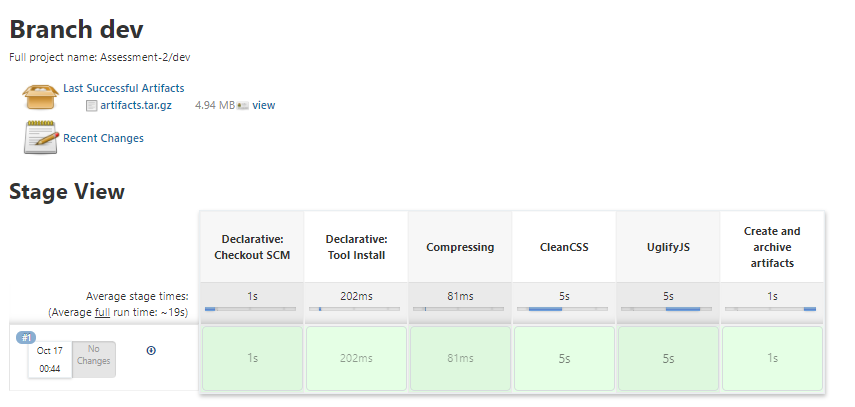 Branch dev
Full project name: Assessment-2/dev
Last Successful Artifacts
artifacts.tar.gz 4.94 MB view
Recent Changes
Stage View
Declarative: Checkout SCM
Declarative: Tool Install
Compressing
CleanCSS
UglifyJS
Create and archive artifacts
Average stage times: 1s 202ms 81ms 5s 5s 1s
(Average full run time: ~19s)
#1
Oct 17 No Changes
00:44
1s 202ms 81ms 5s 5s 1s